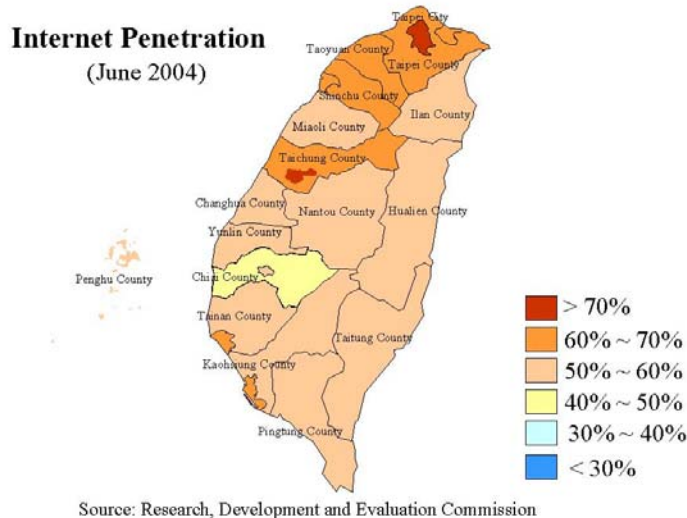 Internet Penetration
(June 2004)
Taipei City
Taoyuan County
Taipei County
Shinchu County
Ilan County
Miaoli County
Taichung County
Changhua County
Nantou County
Hualien County
Yunlin County
Penghu County
Chiai County
Tainan County
Taitung County
Kaohsiung County
Pingtung County
> 70%
60% ~ 70%
50% ~ 60%
40% ~ 50%
30% ~ 40%
< 30%
Source: Research, Development and Evaluation Commission